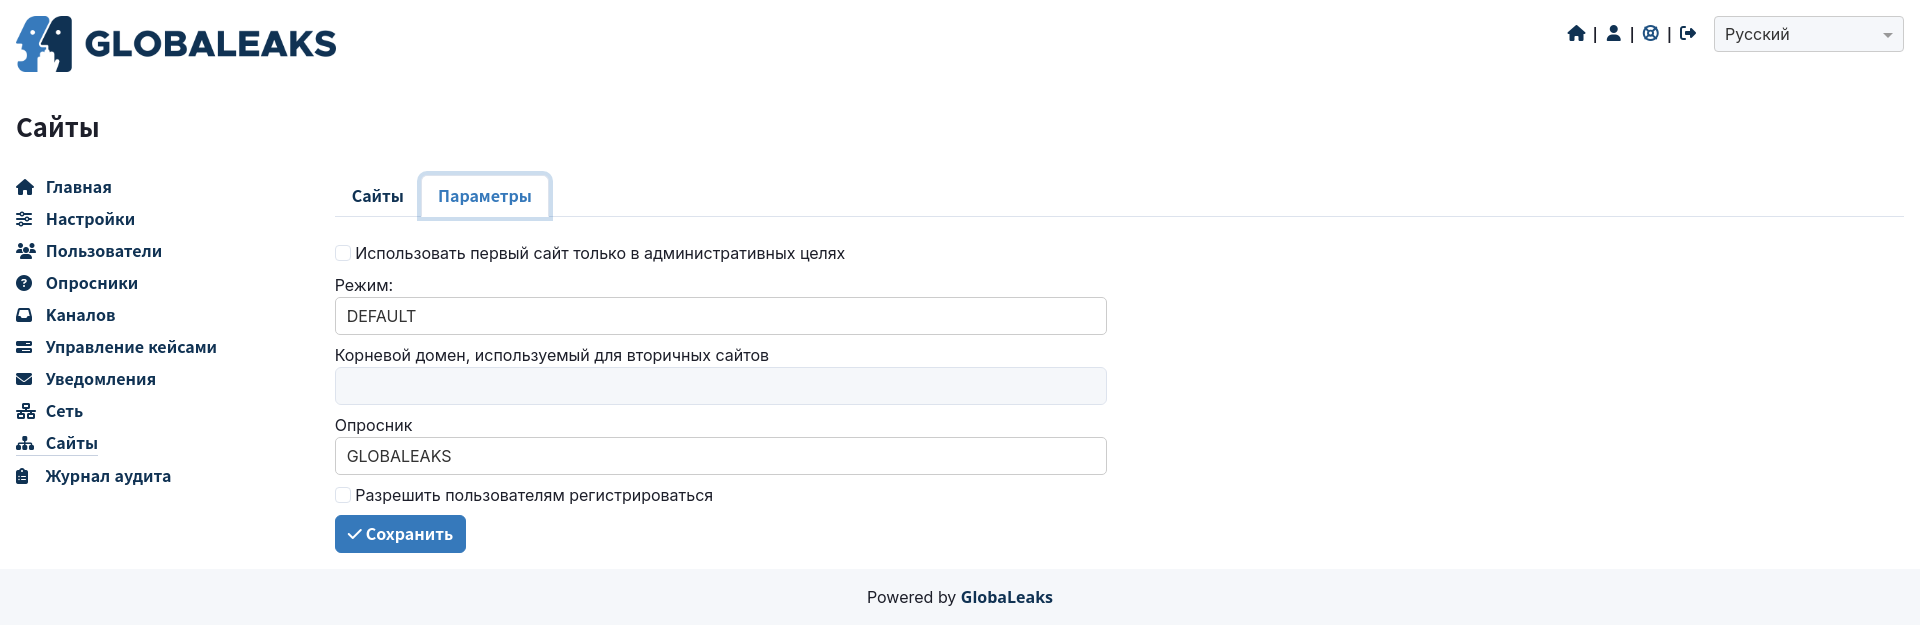 GLOBALEAKS
| | |
Русский
Сайты
Главная
Настройки
Пользователи
Опросники
Каналов
Управление кейсами
Уведомления
Сеть
Сайты
Журнал аудита
Сайты Параметры
Использовать первый сайт только в административных целях
Режим:
DEFAULT
Корневой домен, используемый для вторичных сайтов
Опросник
GLOBALEAKS
Разрешить пользователям регистрироваться
Сохранить
Powered by GlobaLeaks